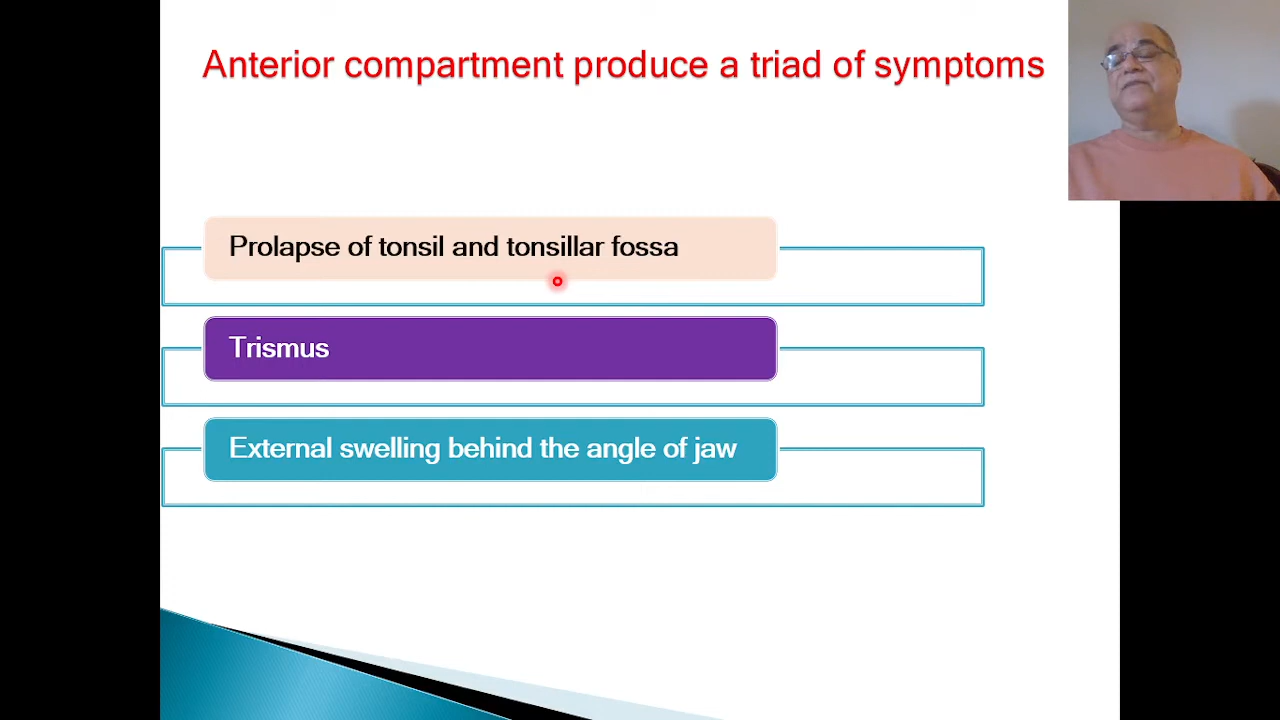 Anterior compartment produce a triad of symptoms
Prolapse of tonsil and tonsillar fossa
Trismus
External swelling behind the angle of jaw